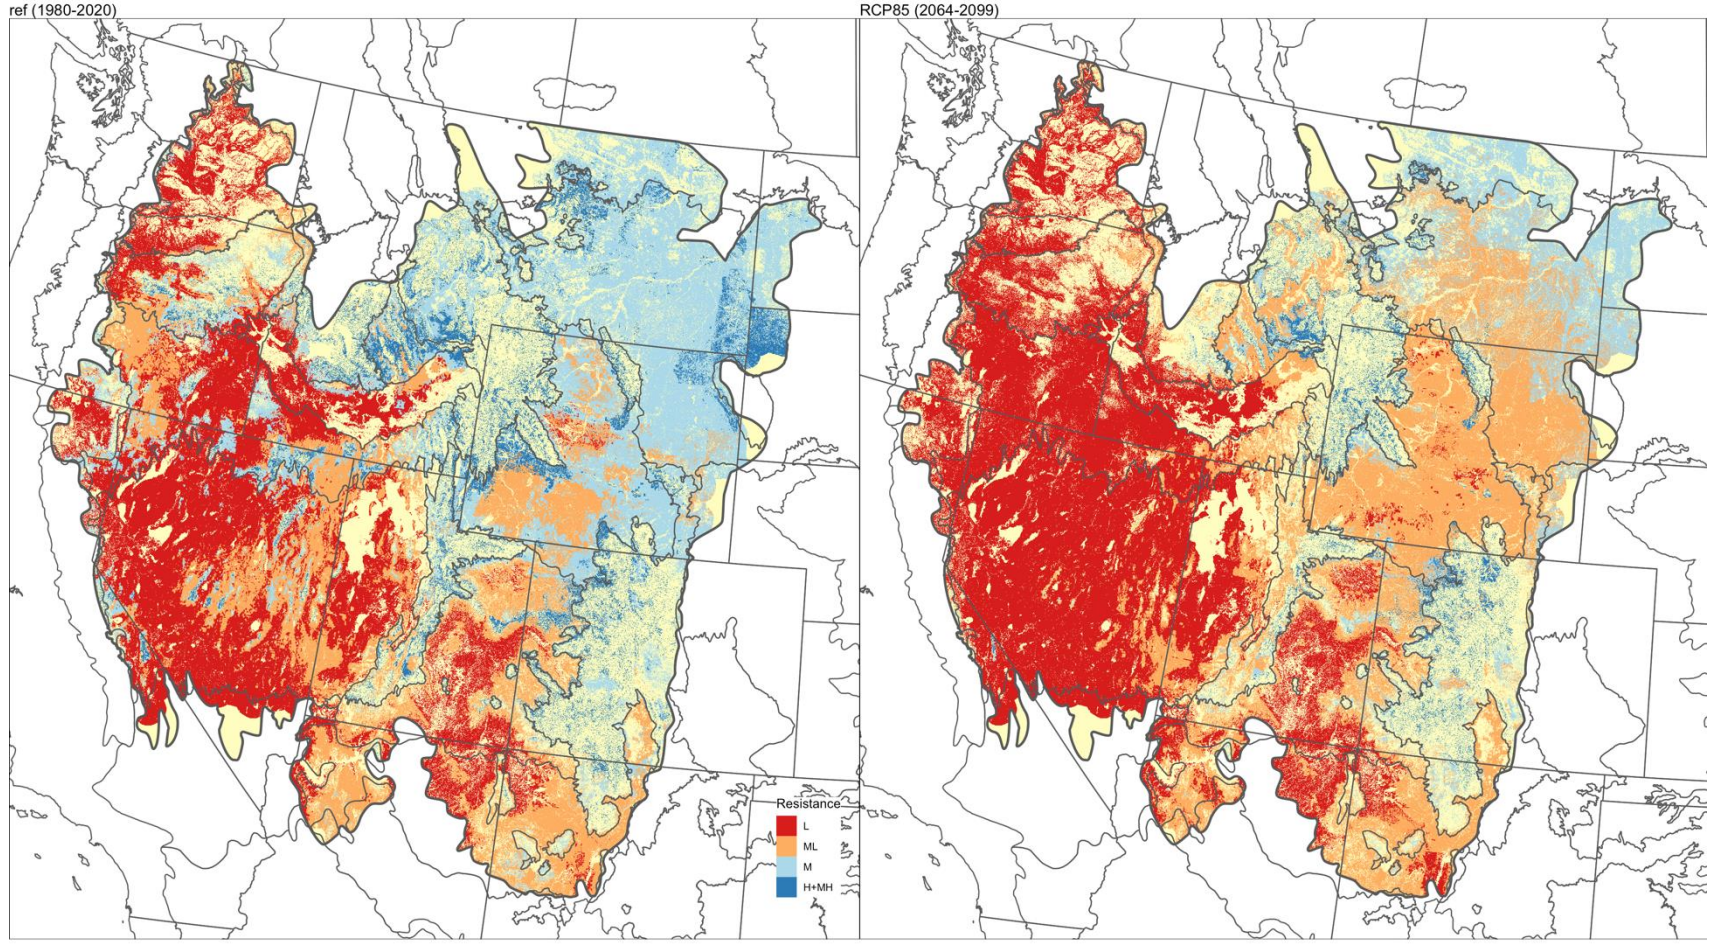 ref (1980-2020)
RCP85 (2064-2099)
Resistance
L
ML
M
H+MH